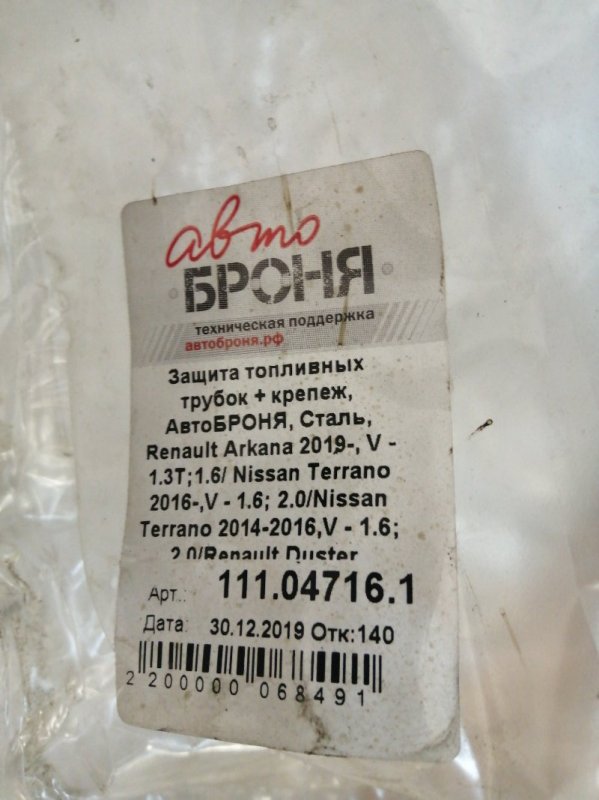 авто
БРОНЯ
техническая поддержка
автоброня.рф
Защита топливных
трубок + крепеж,
АвтоБРОНЯ, Сталь,
Renault Arkana 2019-, V -
1.3T;1.6/ Nissan Terrano
2016-,V - 1.6; 2.0/Nissan
Terrano 2014-2016,V - 1.6;
2.0/Renault Duster
Арт.: 111.04716.1
Дата: 30.12.2019 Отк:140
2 200000 068491